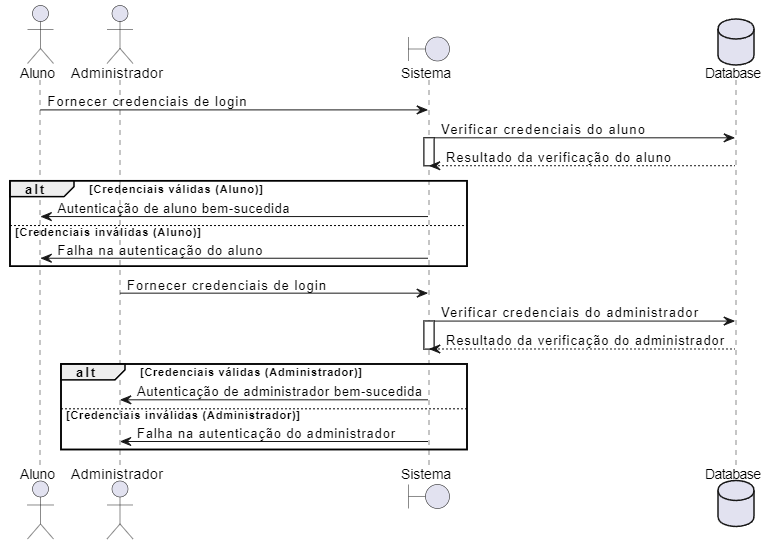 Aluno Administrador Sistema Database
Fornecer credenciais de login
Verificar credenciais do aluno
Resultado da verificação do aluno
alt [Credenciais válidas (Aluno)]
Autenticação de aluno bem-sucedida
[Credenciais inválidas (Aluno)]
Falha na autenticação do aluno
Fornecer credenciais de login
Verificar credenciais do administrador
Resultado da verificação do administrador
alt [Credenciais válidas (Administrador)]
Autenticação de administrador bem-sucedida
[Credenciais inválidas (Administrador)]
Falha na autenticação do administrador
Aluno Administrador Sistema Database